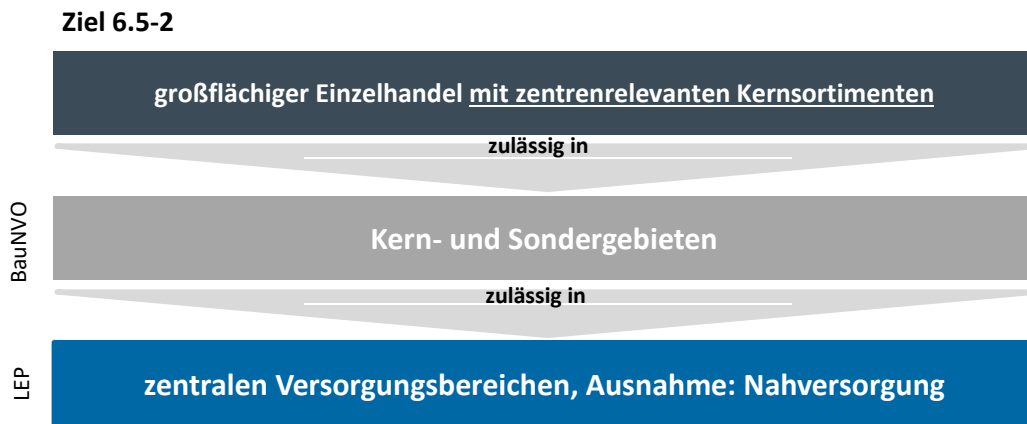 Ziel 6.5-2
großflächiger Einzelhandel mit zentrenrelevanten Kernsortimenten
zulässig in
BauNVO
Kern- und Sondergebieten
zulässig in
LEP
zentralen Versorgungsbereichen, Ausnahme: Nahversorgung